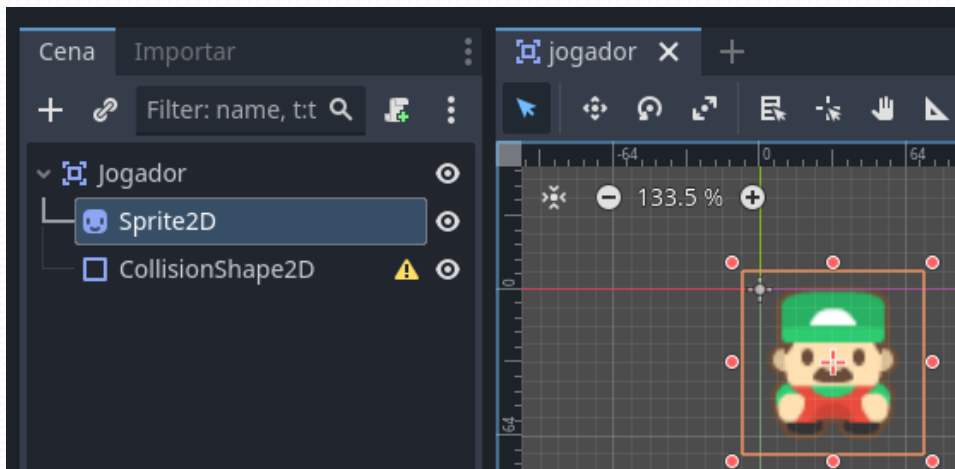 Cena Importar
jogador
Filter: name, t:t
Jogador
Sprite2D
CollisionShape2D
-64 0 64
133.5 %
0
64